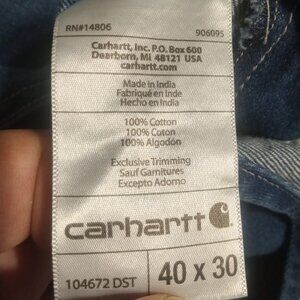 RN#14806 906095
Carhartt, Inc. P.O. Box 600
Dearborn, MI 48121 USA
carhartt.com
Made in India
Fabriqué en Inde
Hecho en India
100% Cotton
100% Cotton
100% Algodón
Exclusive Trimming
Sauf Garnitures
Excepto Adorno
carhartt
104672 DST 40 x 30